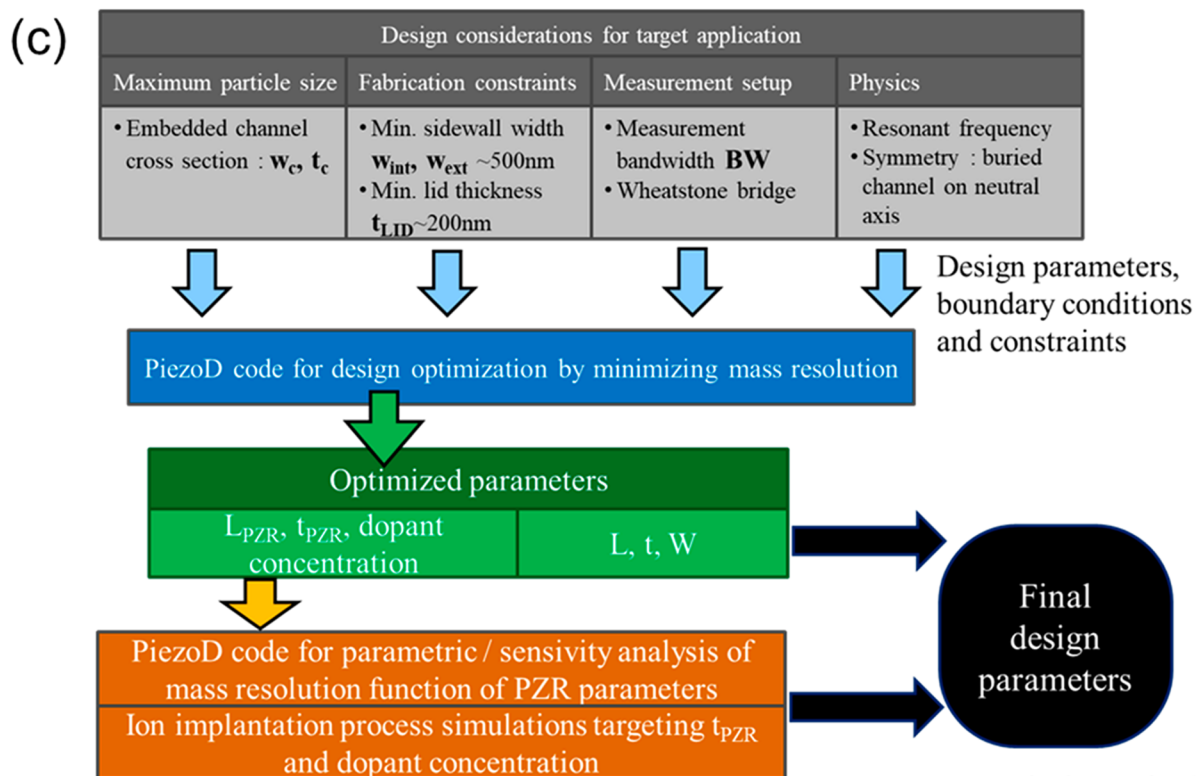 (c)
Design considerations for target application
Maximum particle size
Fabrication constraints
Measurement setup
Physics
• Embedded channel
cross section : wc, tc
• Min. sidewall width
wint, wext ~500nm
• Min. lid thickness
tLID~200nm
• Measurement
bandwidth BW
• Wheatstone bridge
• Resonant frequency
• Symmetry : buried
channel on neutral
axis
Design parameters,
boundary conditions
and constraints
PiezoD code for design optimization by minimizing mass resolution
Optimized parameters
LPZR, tPZR, dopant
concentration
L, t, W
PiezoD code for parametric / sensivity analysis of
mass resolution function of PZR parameters
Ion implantation process simulations targeting tPZR
and dopant concentration
Final
design
parameters